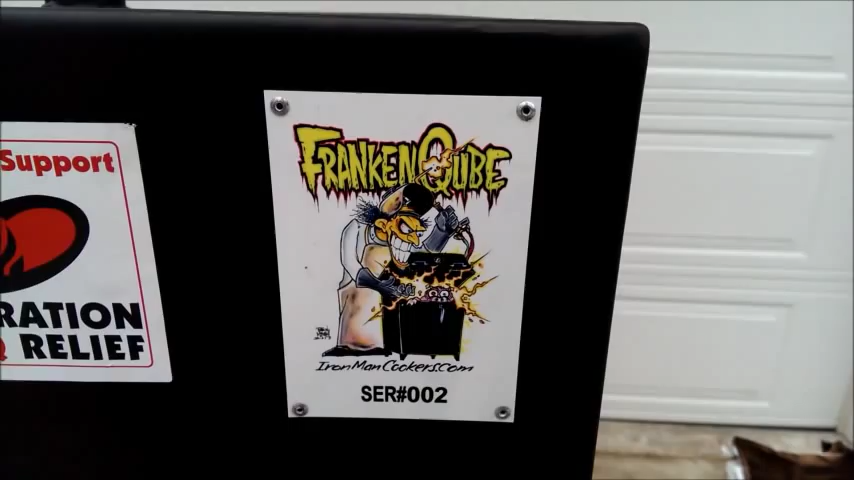 Support
RATION
Q RELIEF
FRANKENQUBE
IronManCookers.com
SER#002